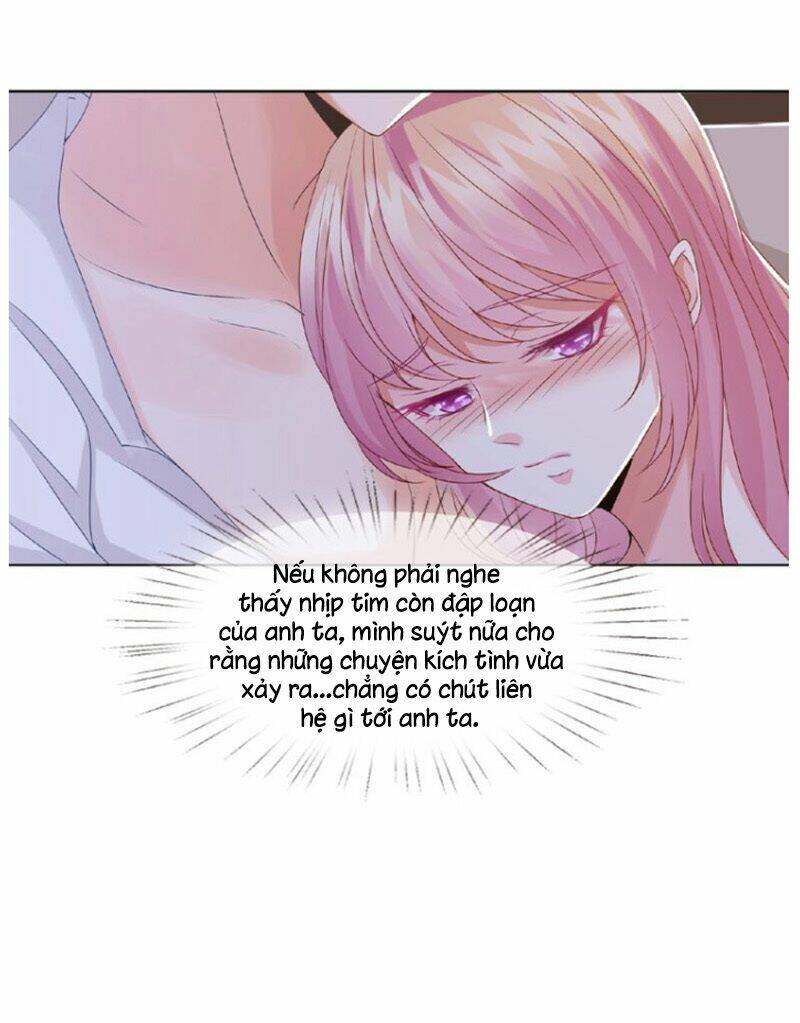 Nếu không phải nghe
thấy nhịp tim còn đập loạn
của anh ta, mình suýt nữa cho
rằng những chuyện kích tình vừa
xảy ra...chẳng có chút liên
hệ gì tới anh ta.